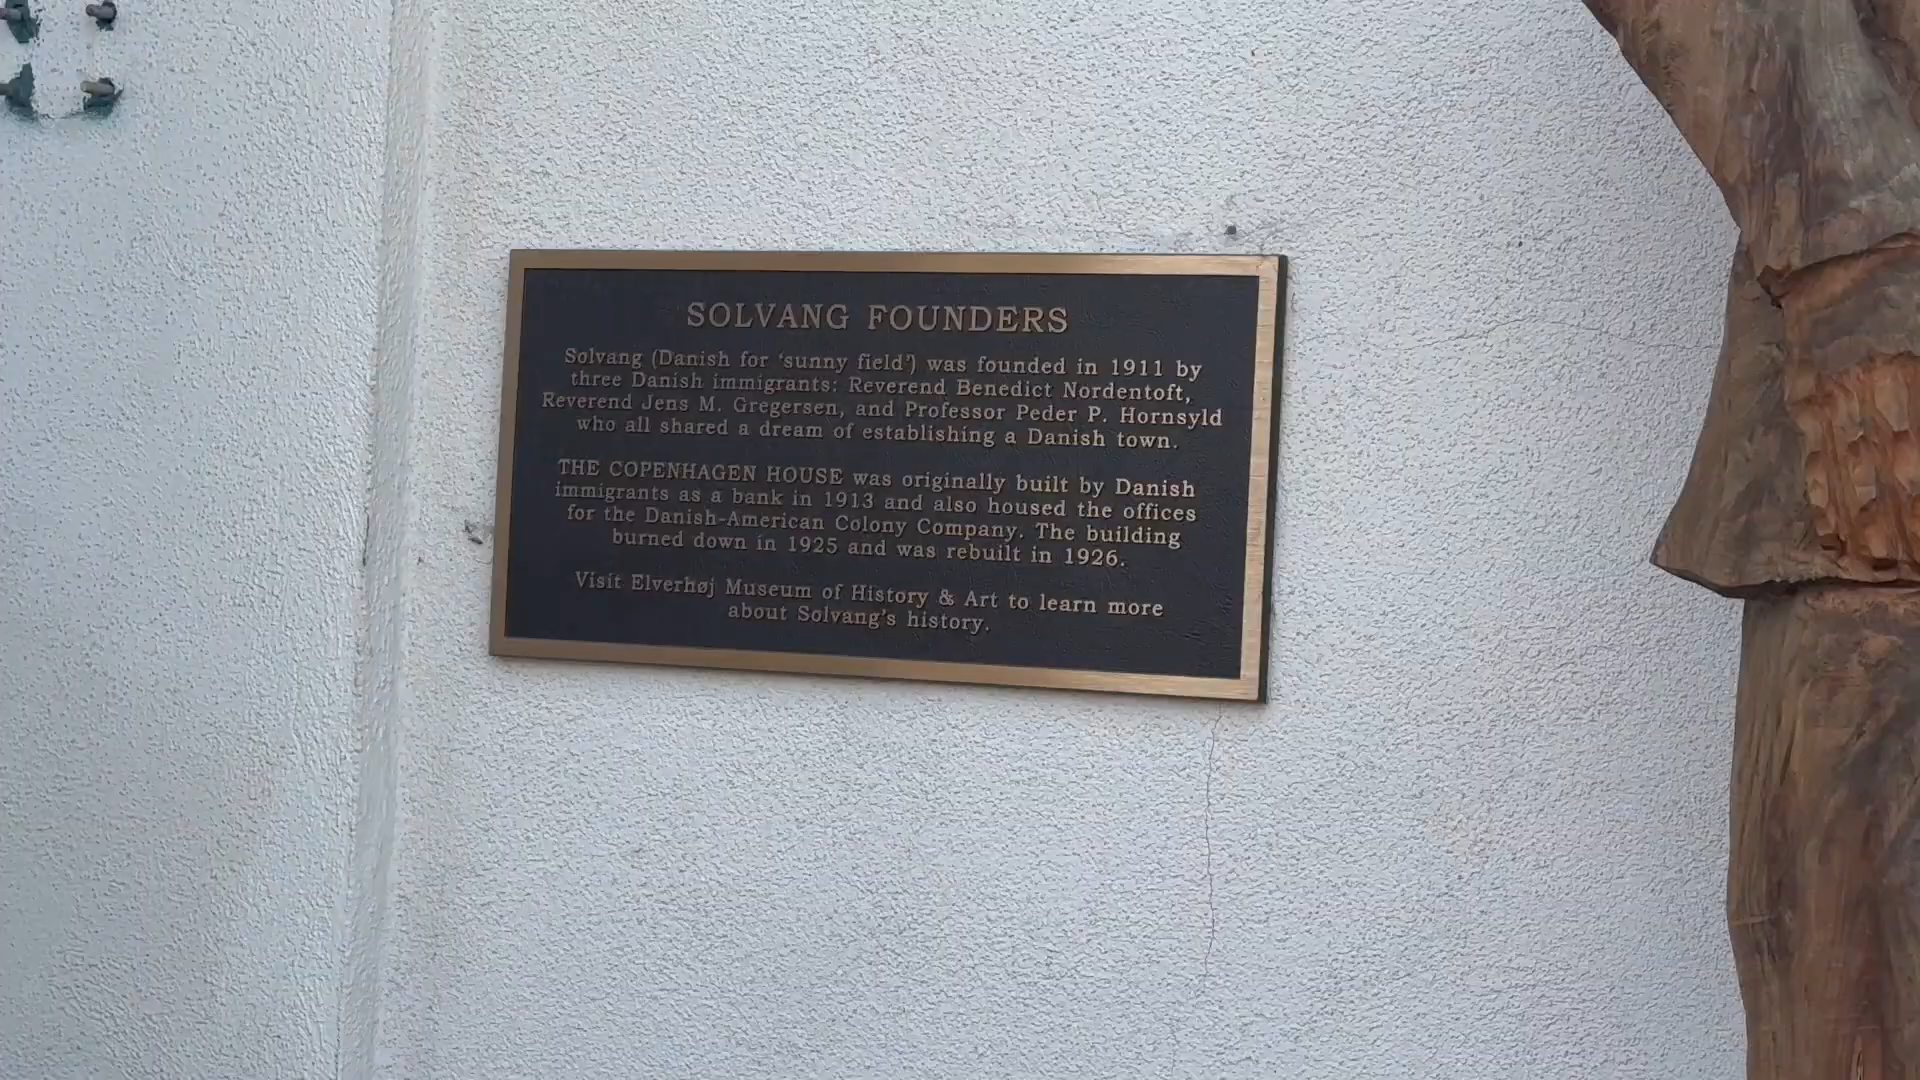 SOLVANG FOUNDERS
Solvang (Danish for 'sunny field') was founded in 1911 by
three Danish immigrants: Reverend Benedict Nordentoft,
Reverend Jens M. Gregersen, and Professor Peder P. Hornsyld
who all shared a dream of establishing a Danish town.
THE COPENHAGEN HOUSE was originally built by Danish
immigrants as a bank in 1913 and also housed the offices
for the Danish-American Colony Company. The building
burned down in 1925 and was rebuilt in 1926.
Visit Elverhøj Museum of History & Art to learn more
about Solvang's history.